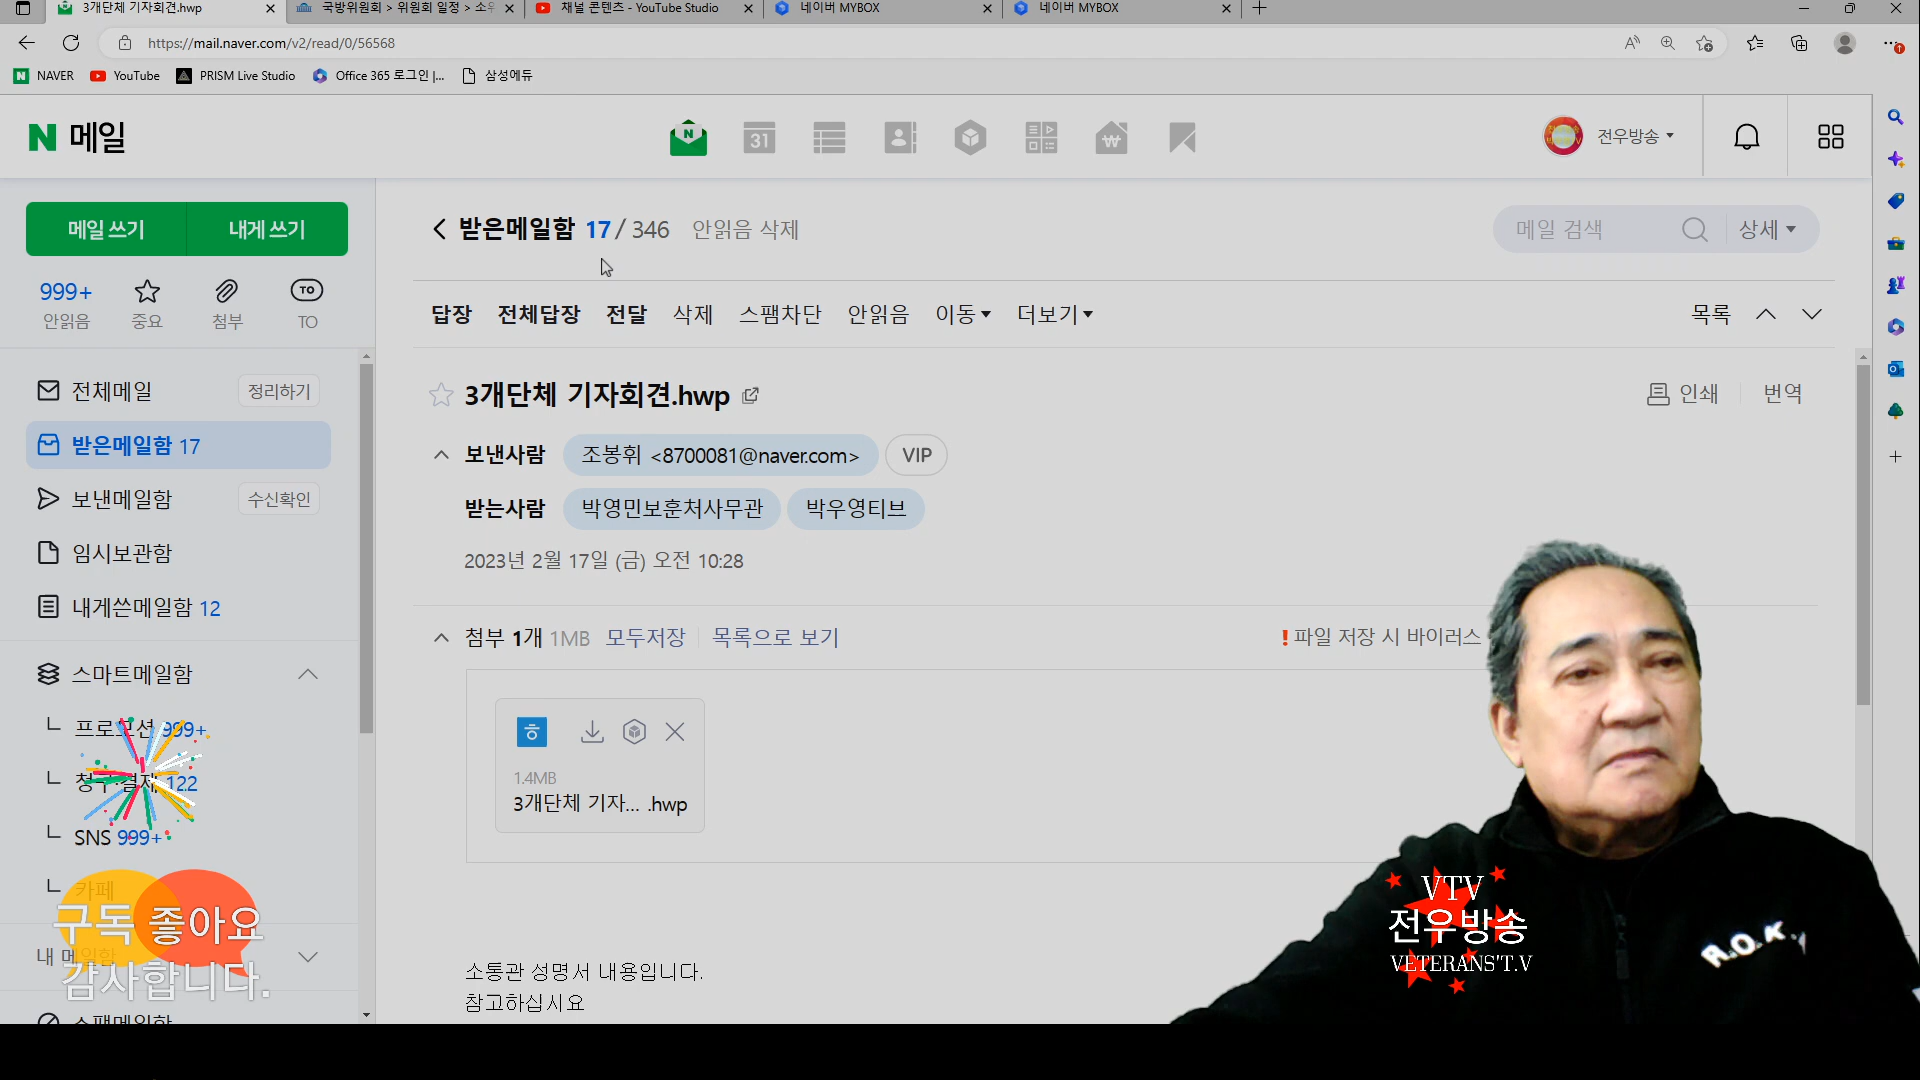 3개단체 기자회견.hwp
국방위원회 > 위원회 일정 > 소우
채널 콘텐츠 - YouTube Studio
네이버 MYBOX
네이버 MYBOX
https://mail.naver.com/v2/read/0/56568
NAVER
YouTube
PRISM Live Studio
Office 365 로그인 |...
삼성에듀
N 메일
31
전우방송
메일 쓰기
내게 쓰기
받은메일함 17 / 346 안읽음 삭제
메일 검색
상세
999+
안읽음
중요
첨부
TO
TO
답장 전체답장 전달 삭제 스팸차단 안읽음 이동 더보기
목록
전체메일
정리하기
받은메일함 17
보낸메일함
수신확인
임시보관함
내게쓴메일함 12
스마트메일함
프로모션 999+
청구·결제 122
SNS 999+
카페
내 메일함
스팸메일함
3개단체 기자회견.hwp
인쇄
번역
보낸사람
조봉휘 <8700081@naver.com>
VIP
받는사람
박영민보훈처사무관
박우영티브
2023년 2월 17일 (금) 오전 10:28
첨부 1개 1MB 모두저장 목록으로 보기
!파일 저장 시 바이러스
1.4MB
3개단체 기자... .hwp
소통관 성명서 내용입니다.
참고하십시요
구독 좋아요
감사합니다.
VTV
전우방송
VETERANS'T.V
R.O.K.